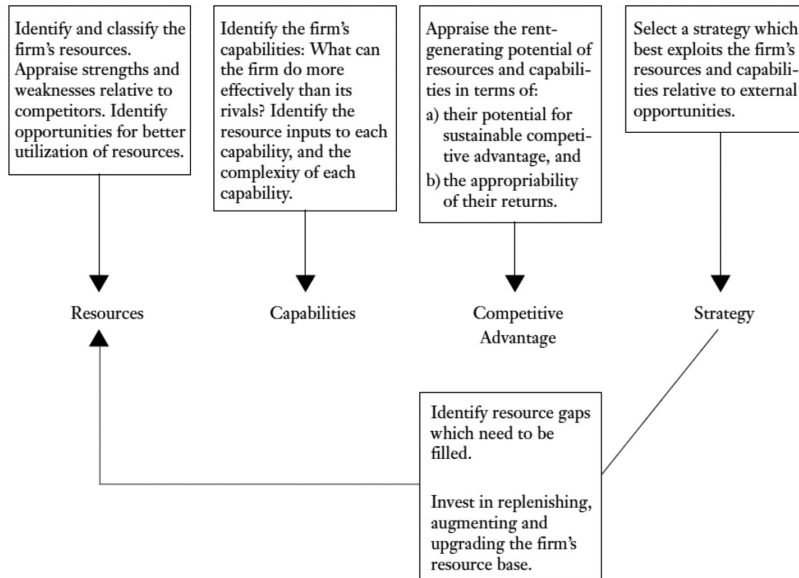 Identify and classify the
firm's resources.
Appraise strengths and
weaknesses relative to
competitors. Identify
opportunities for better
utilization of resources.
Identify the firm's
capabilities: What can
the firm do more
effectively than its
rivals? Identify the
resource inputs to each
capability, and the
complexity of each
capability.
Appraise the rent-
generating potential of
resources and capabili-
ties in terms of:
a) their potential for
sustainable competi-
tive advantage, and
b) the appropriability
of their returns.
Select a strategy which
best exploits the firm's
resources and capabili-
ties relative to external
opportunities.
Resources
Capabilities
Competitive
Advantage
Strategy
Identify resource gaps
which need to be
filled.
Invest in replenishing,
augmenting and
upgrading the firm's
resource base.